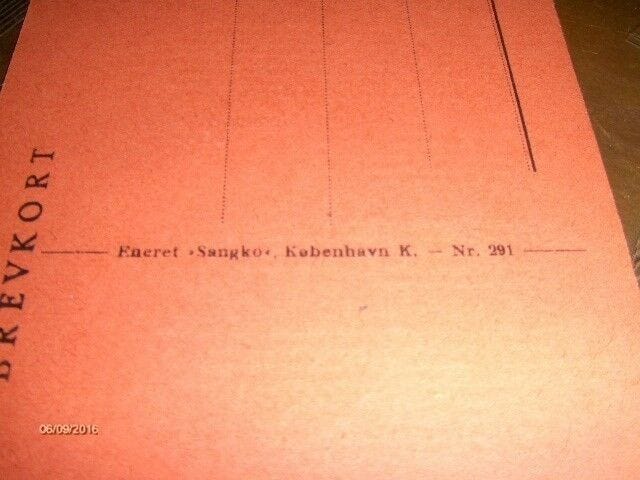 BREVKORT
Eneret »Sangko«, København K. — Nr. 291
06/09/2016